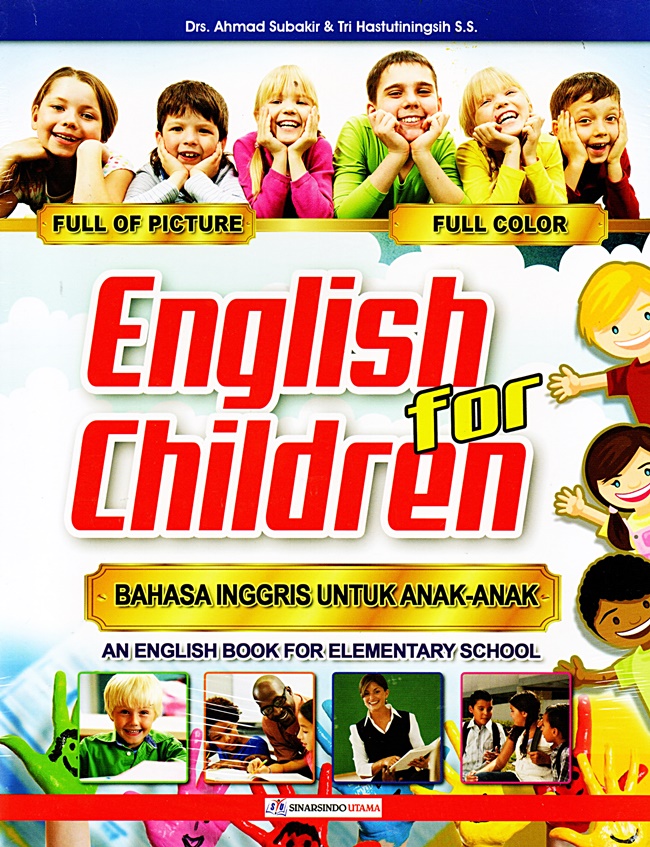 Drs. Ahmad Subakir & Tri Hastutiningsih S.S.
FULL OF PICTURE
FULL COLOR
English
for
Children
BAHASA INGGRIS UNTUK ANAK-ANAK
AN ENGLISH BOOK FOR ELEMENTARY SCHOOL
SINARSINDO UTAMA